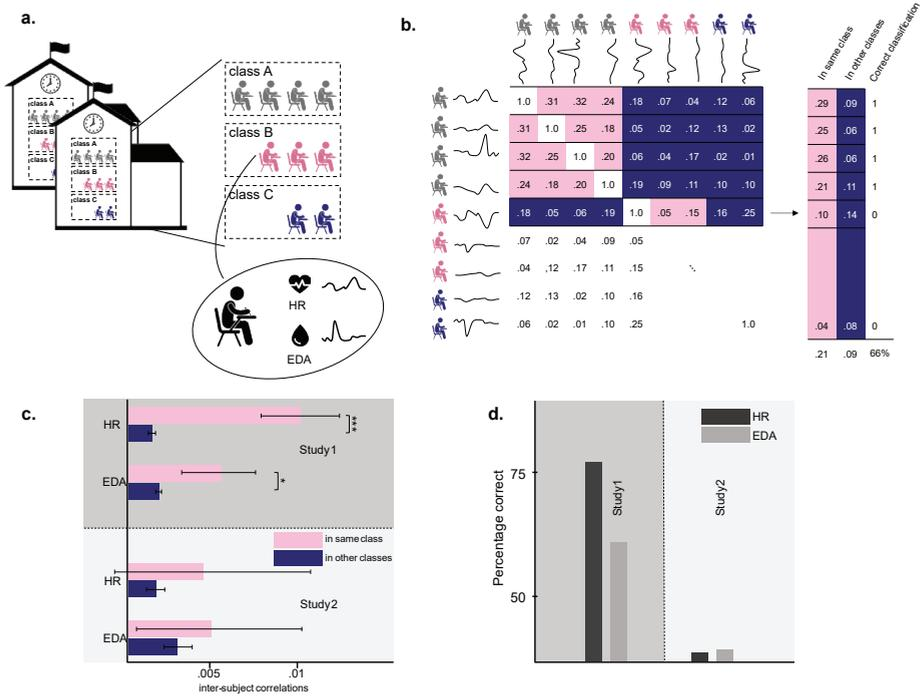 a.
class A
class B
class C
class A
class B
class C
class A
class B
class C
HR
EDA
b.
In same class
In other classes
Correct classification
1.0 .31 .32 .24 .18 .07 .04 .12 .06
.29 .09 1
.31 1.0 .25 .18 .05 .02 .12 .13 .02
.25 .06 1
.32 .25 1.0 .20 .06 .04 .17 .02 .01
.26 .06 1
.24 .18 .20 1.0 .19 .09 .11 .10 .10
.21 .11 1
.18 .05 .06 .19 1.0 .05 .15 .16 .25
.10 .14 0
.07 .02 .04 .09 .05
.04 ,12 .17 .11 .15
.12 .13 .02 .10 .16
.06 .02 .01 .10 .25 1.0
.04 .08 0
.21 .09 66%
c.
HR
***
Study1
EDA
*
in same class
in other classes
HR
Study2
EDA
.005 .01
inter-subject correlations
d.
HR
EDA
75
50
Percentage correct
Study1
Study2